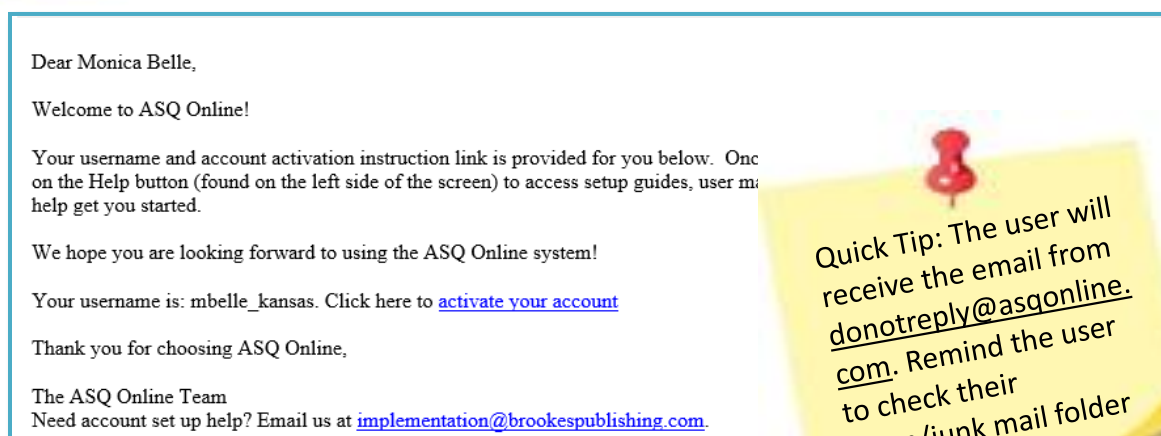 Dear Monica Belle,
Welcome to ASQ Online!
Your username and account activation instruction link is provided for you below. Onc
on the Help button (found on the left side of the screen) to access setup guides, user ma
help get you started.
We hope you are looking forward to using the ASQ Online system!
Your username is: mbelle_kansas. Click here to activate your account
Thank you for choosing ASQ Online,
The ASQ Online Team
Need account set up help? Email us at implementation@brookespublishing.com.
Quick Tip: The user will
receive the email from
donotreply@asqonline.
com. Remind the user
to check their
/junk mail folder